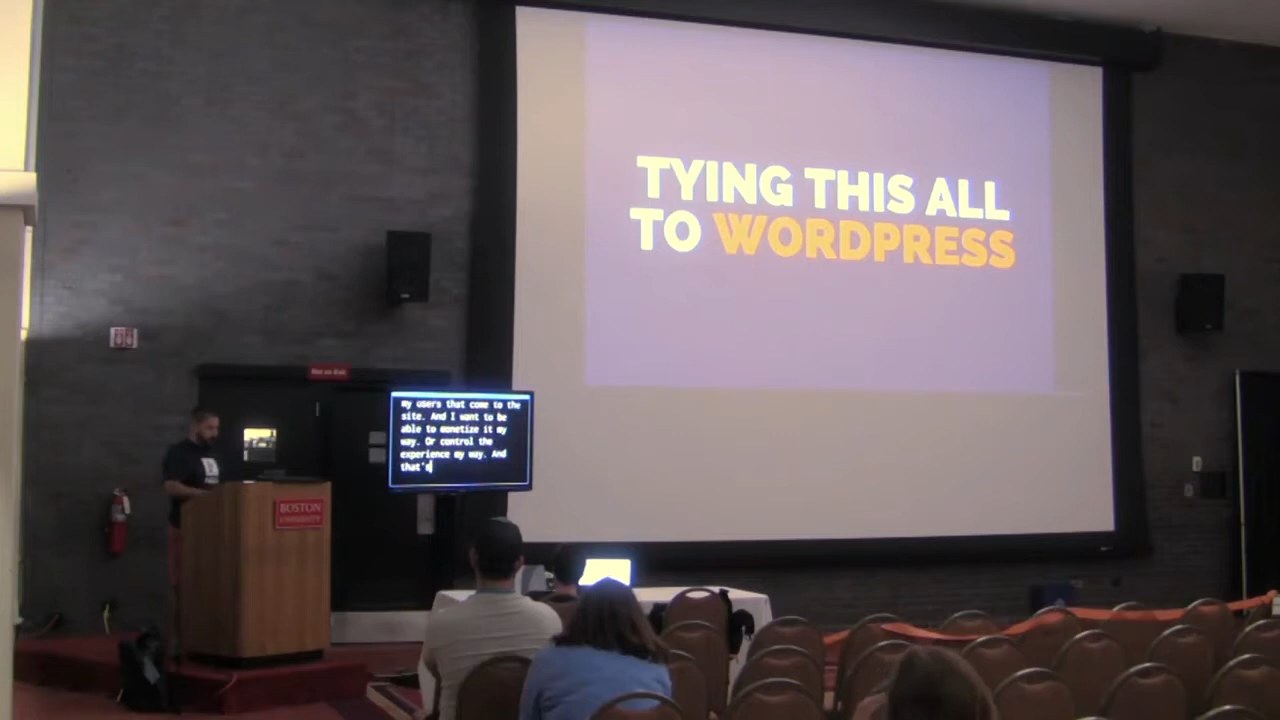 TYING THIS ALL
TO WORDPRESS
my users that come to the
site. And I want to be
able to monetize it my
way. Or control the
experience my way. And
that's
BOSTON
UNIVERSITY